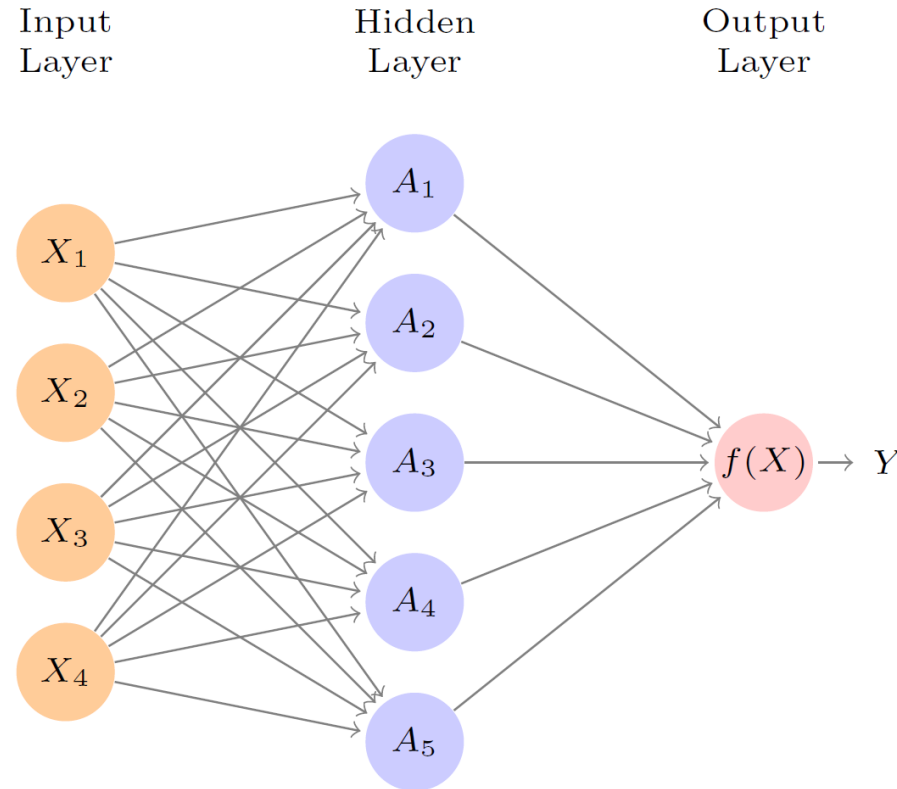 Input
Layer
Hidden
Layer
Output
Layer
X₁
X₂
X₃
X₄
A₁
A₂
A₃
A₄
A₅
f(X)
Y